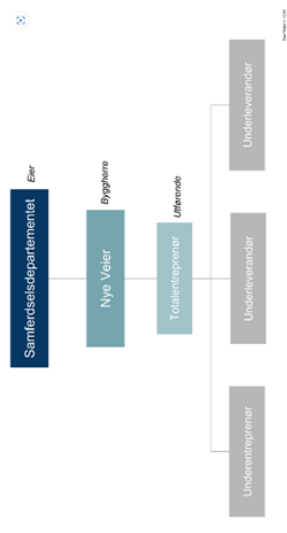 Eier
Samferdselsdepartementet
Byggherre
Nye Veier
Utførende
Totalentreprenør
Underentreprenør
Underleverandør
Underleverandør